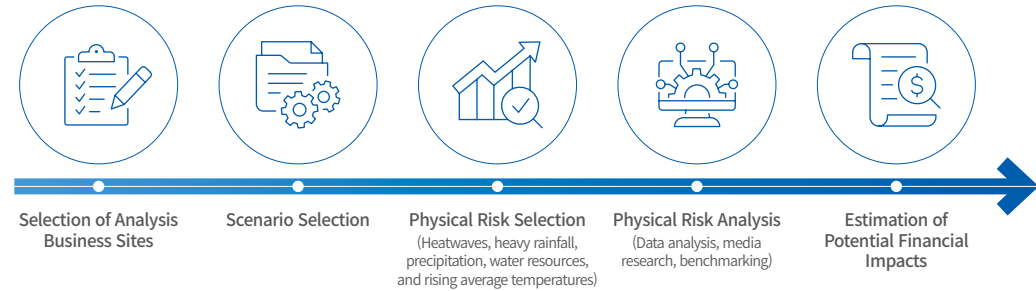 $
Selection of Analysis
Business Sites
Scenario Selection
Physical Risk Selection
(Heatwaves, heavy rainfall,
precipitation, water resources,
and rising average temperatures)
Physical Risk Analysis
(Data analysis, media
research, benchmarking)
Estimation of
Potential Financial
Impacts